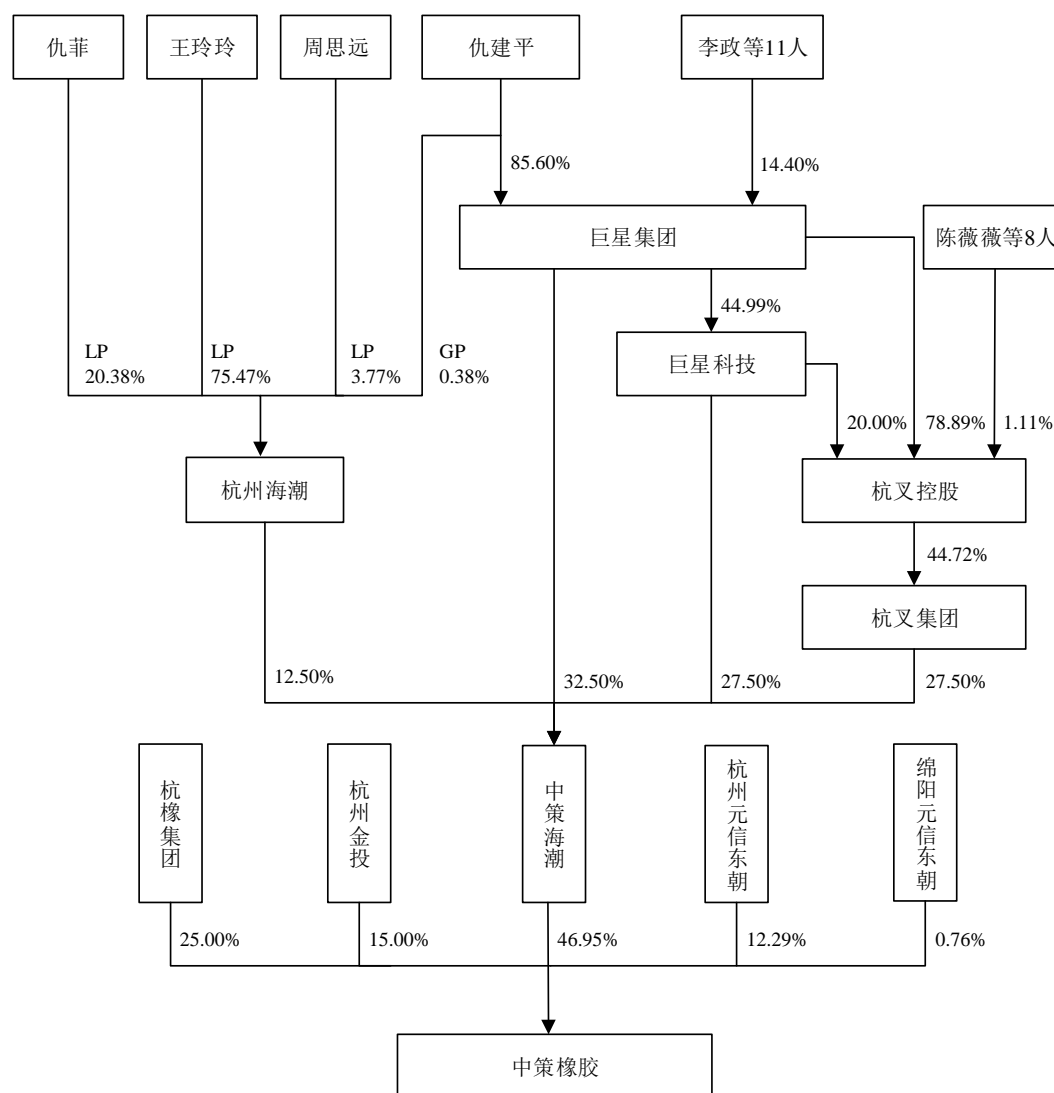 仇菲
王玲玲
周思远
仇建平
李政等11人
85.60%
14.40%
巨星集团
陈薇薇等8人
44.99%
LP
20.38%
LP
75.47%
LP
3.77%
GP
0.38%
巨星科技
20.00%
78.89%
1.11%
杭州海潮
杭叉控股
44.72%
杭叉集团
12.50%
32.50%
27.50%
27.50%
杭橡集团
杭州金投
中策海潮
杭州元信东朝
绵阳元信东朝
25.00%
15.00%
46.95%
12.29%
0.76%
中策橡胶